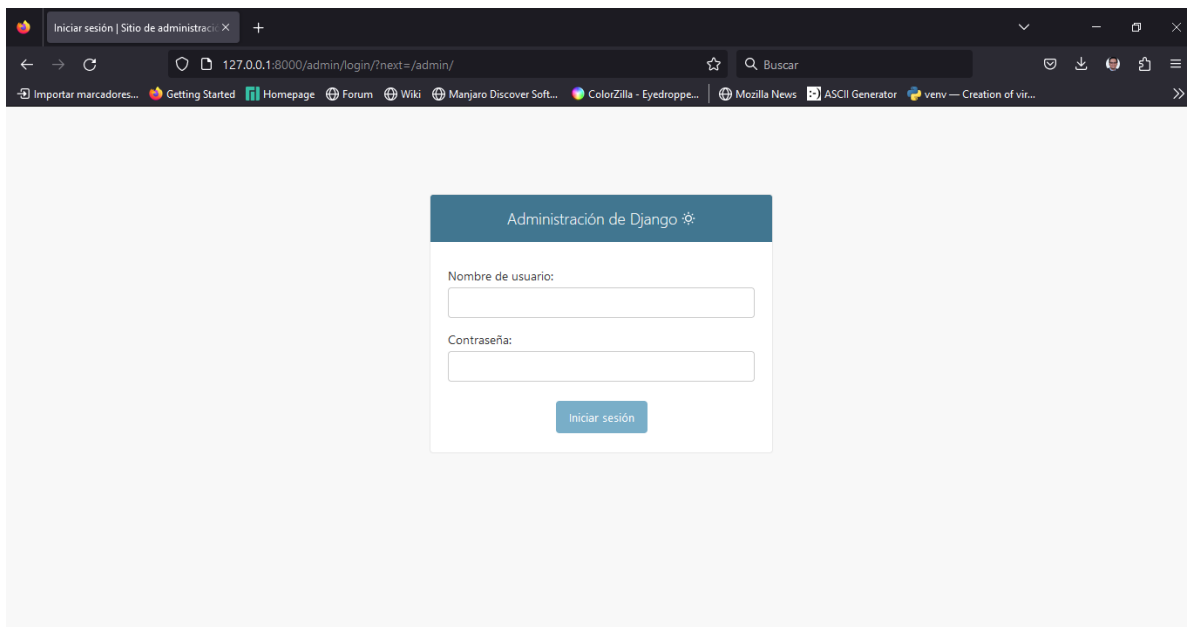 Iniciar sesión | Sitio de administració
127.0.0.1:8000/admin/login/?next=/admin/
Buscar
Importar marcadores... Getting Started Homepage Forum Wiki Manjaro Discover Soft... ColorZilla - Eyedroppe... Mozilla News ASCII Generator venv — Creation of vir...
Administración de Django
Nombre de usuario:
Contraseña:
Iniciar sesión